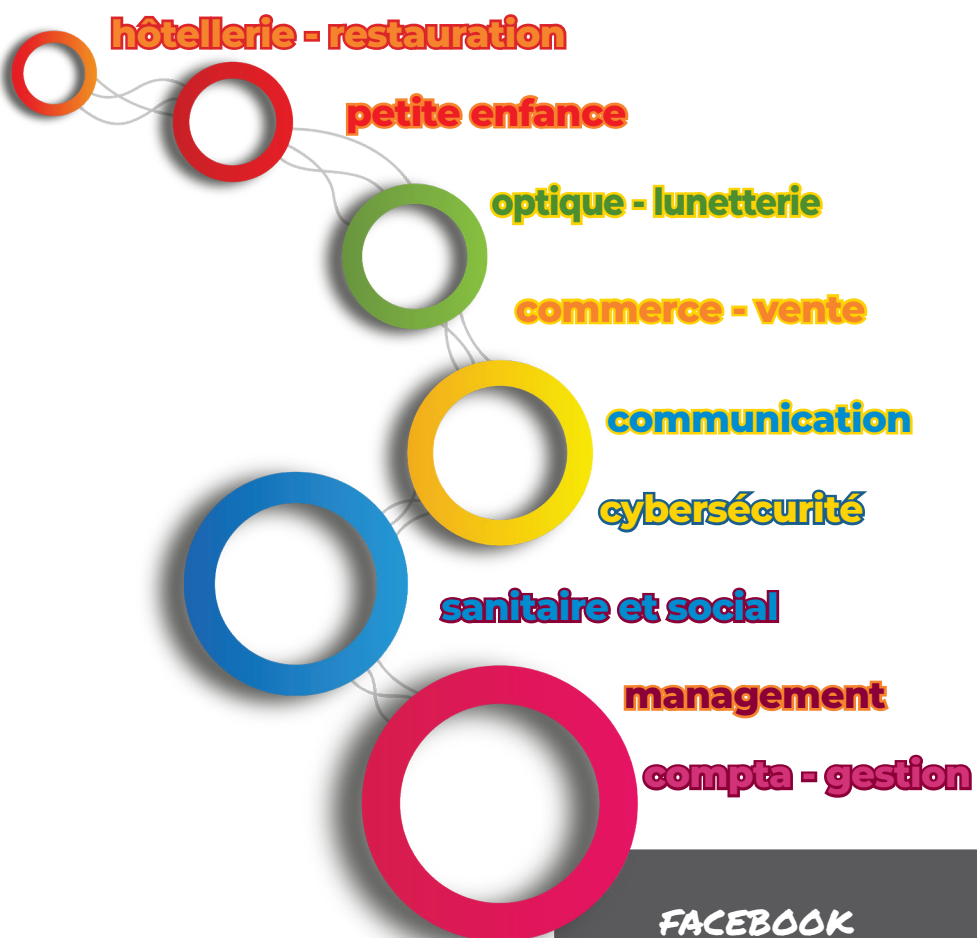 hôtellerie - restauration
petite enfance
optique - lunetterie
commerce - vente
communication
cybersécurité
sanitaire et social
management
compta - gestion
FACEBOOK